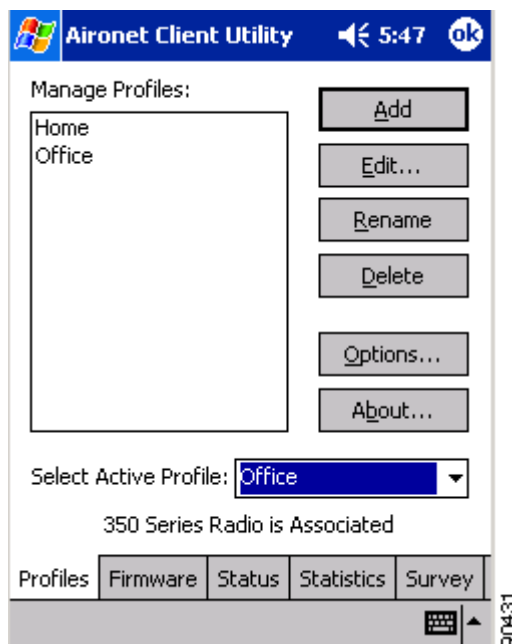 Aironet Client Utility 5:47 ok
Manage Profiles:
Home
Office
Add
Edit...
Rename
Delete
Options...
About...
Select Active Profile: Office
350 Series Radio is Associated
Profiles Firmware Status Statistics Survey
90431